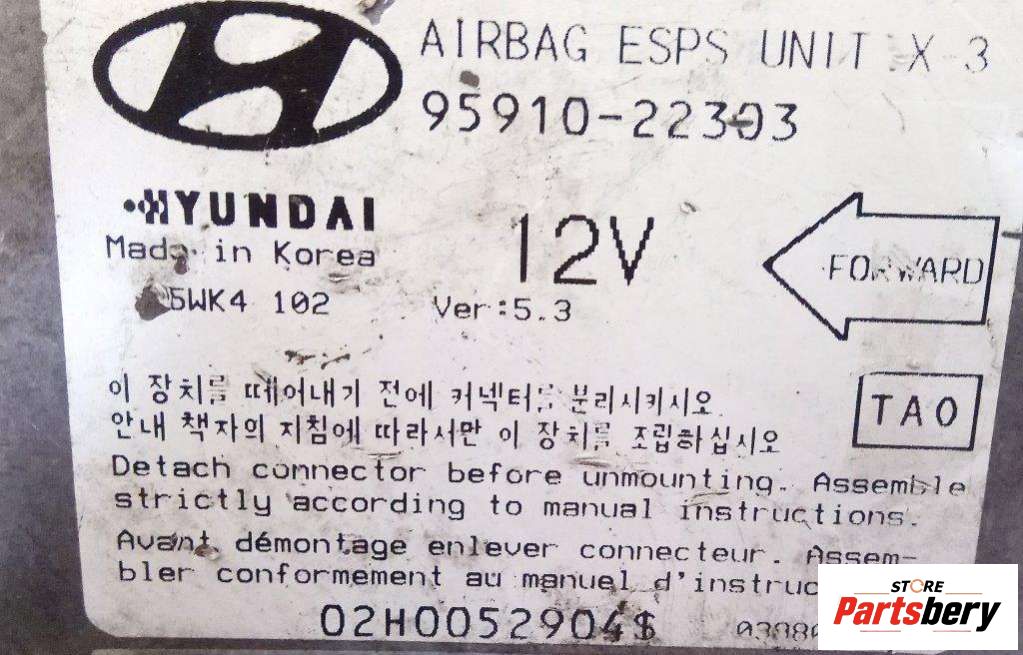 AIRBAG ESPS UNIT X-3
95910-22303
HYUNDAI
Made in Korea
12V
FORWARD
5WK4 102
Ver:5.3
이 장치를 떼어내기 전에 커넥터를 분리시키시오
TAO
안내 책자의 지침에 따라서만 이 장치를 조립하십시오
Detach connector before unmounting. Assemble
strictly according to manual instructions.
Avant démontage enlever connecteur. Assem-
bler conformement au manuel d'instruc
02H0052904$
STORE
Partsbery